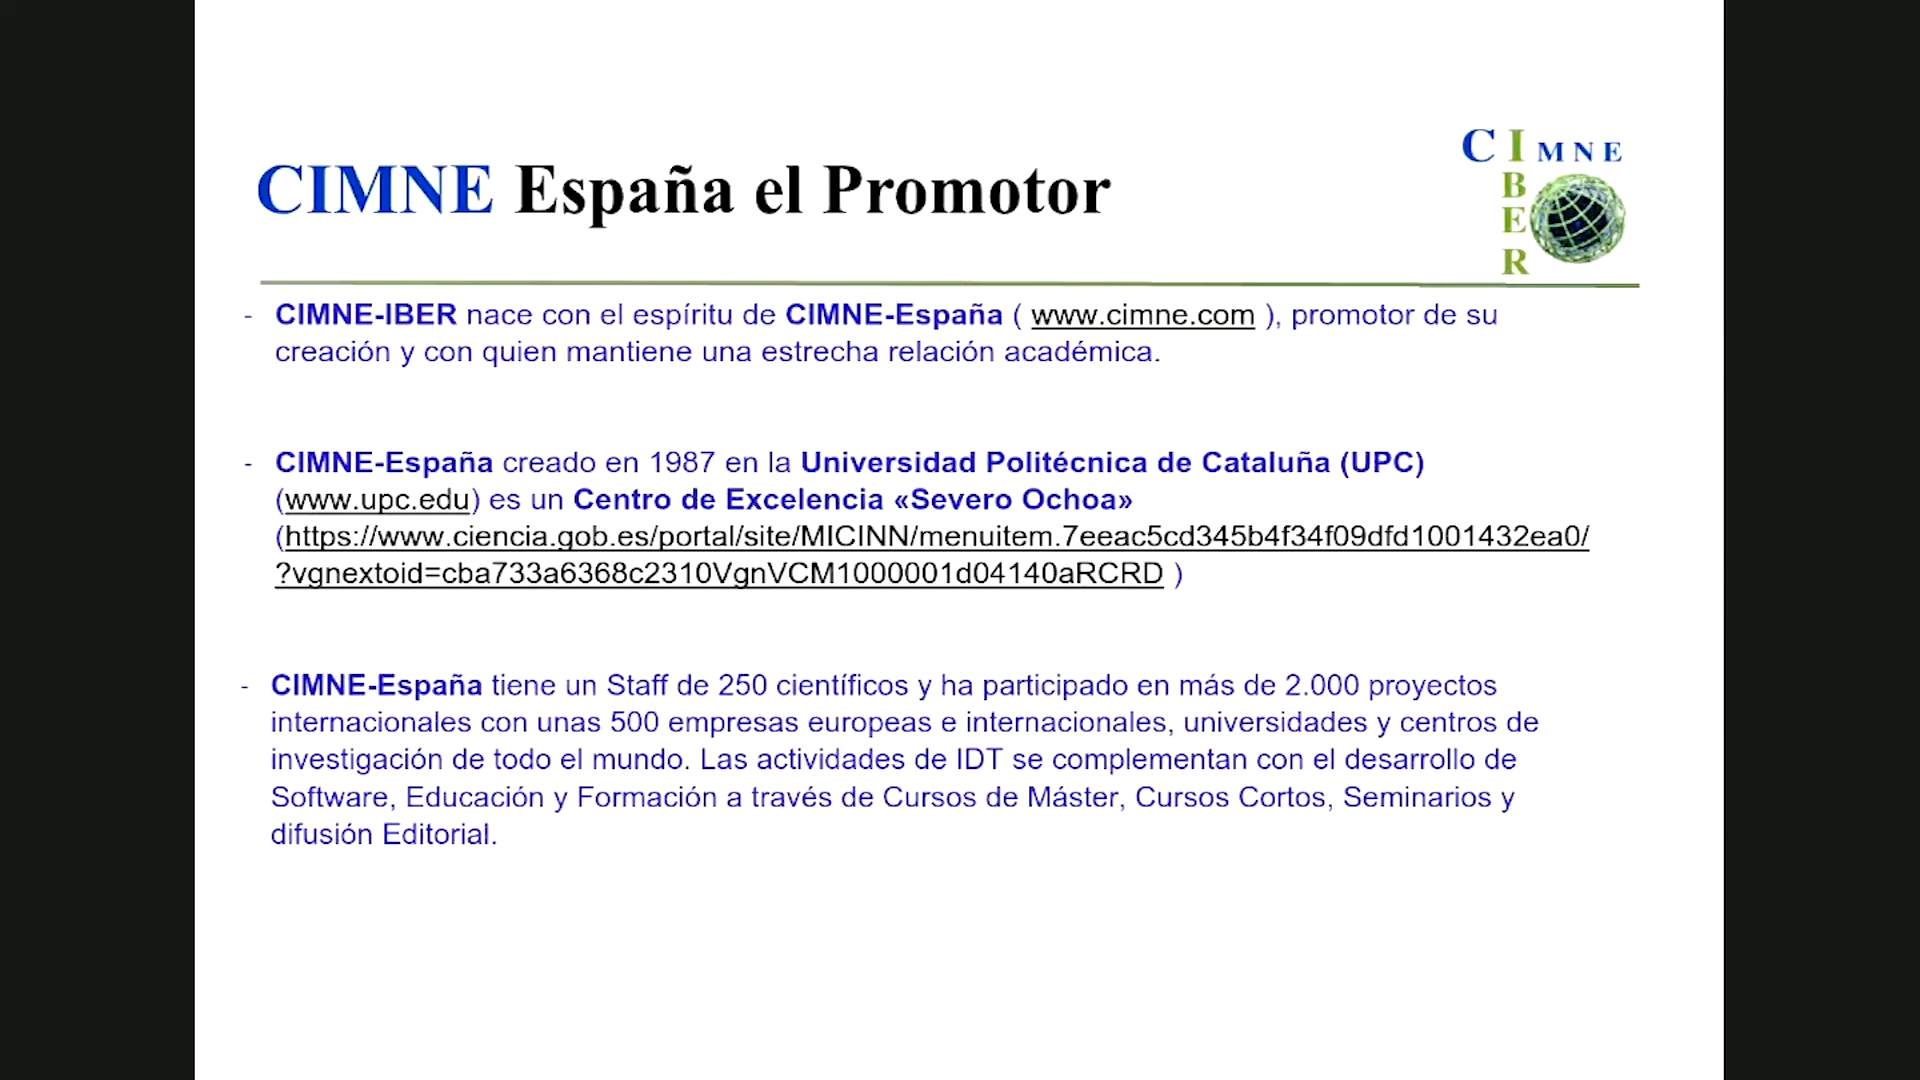 CIMNE España el Promotor
C I M N E
B
E
R
- CIMNE-IBER nace con el espíritu de CIMNE-España ( www.cimne.com ), promotor de su
creación y con quien mantiene una estrecha relación académica.
- CIMNE-España creado en 1987 en la Universidad Politécnica de Cataluña (UPC)
(www.upc.edu) es un Centro de Excelencia «Severo Ochoa»
(https://www.ciencia.gob.es/portal/site/MICINN/menuitem.7eeac5cd345b4f34f09dfd1001432ea0/
?vgnextoid=cba733a6368c2310VgnVCM1000001d04140aRCRD )
- CIMNE-España tiene un Staff de 250 científicos y ha participado en más de 2.000 proyectos
internacionales con unas 500 empresas europeas e internacionales, universidades y centros de
investigación de todo el mundo. Las actividades de IDT se complementan con el desarrollo de
Software, Educación y Formación a través de Cursos de Máster, Cursos Cortos, Seminarios y
difusión Editorial.